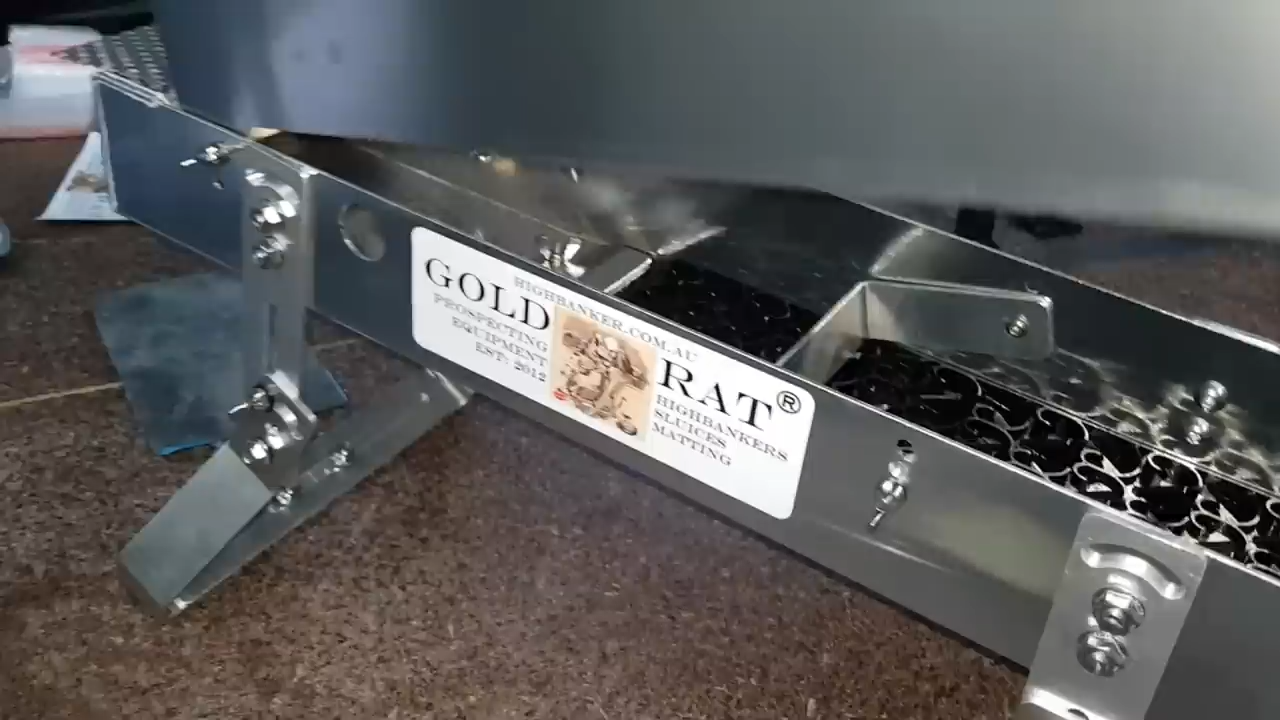 HIGHBANKER.COM.AU
GOLD
PROSPECTING
EQUIPMENT
EST: 2012
RAT®
HIGHBANKERS
SLUICES
MATTING